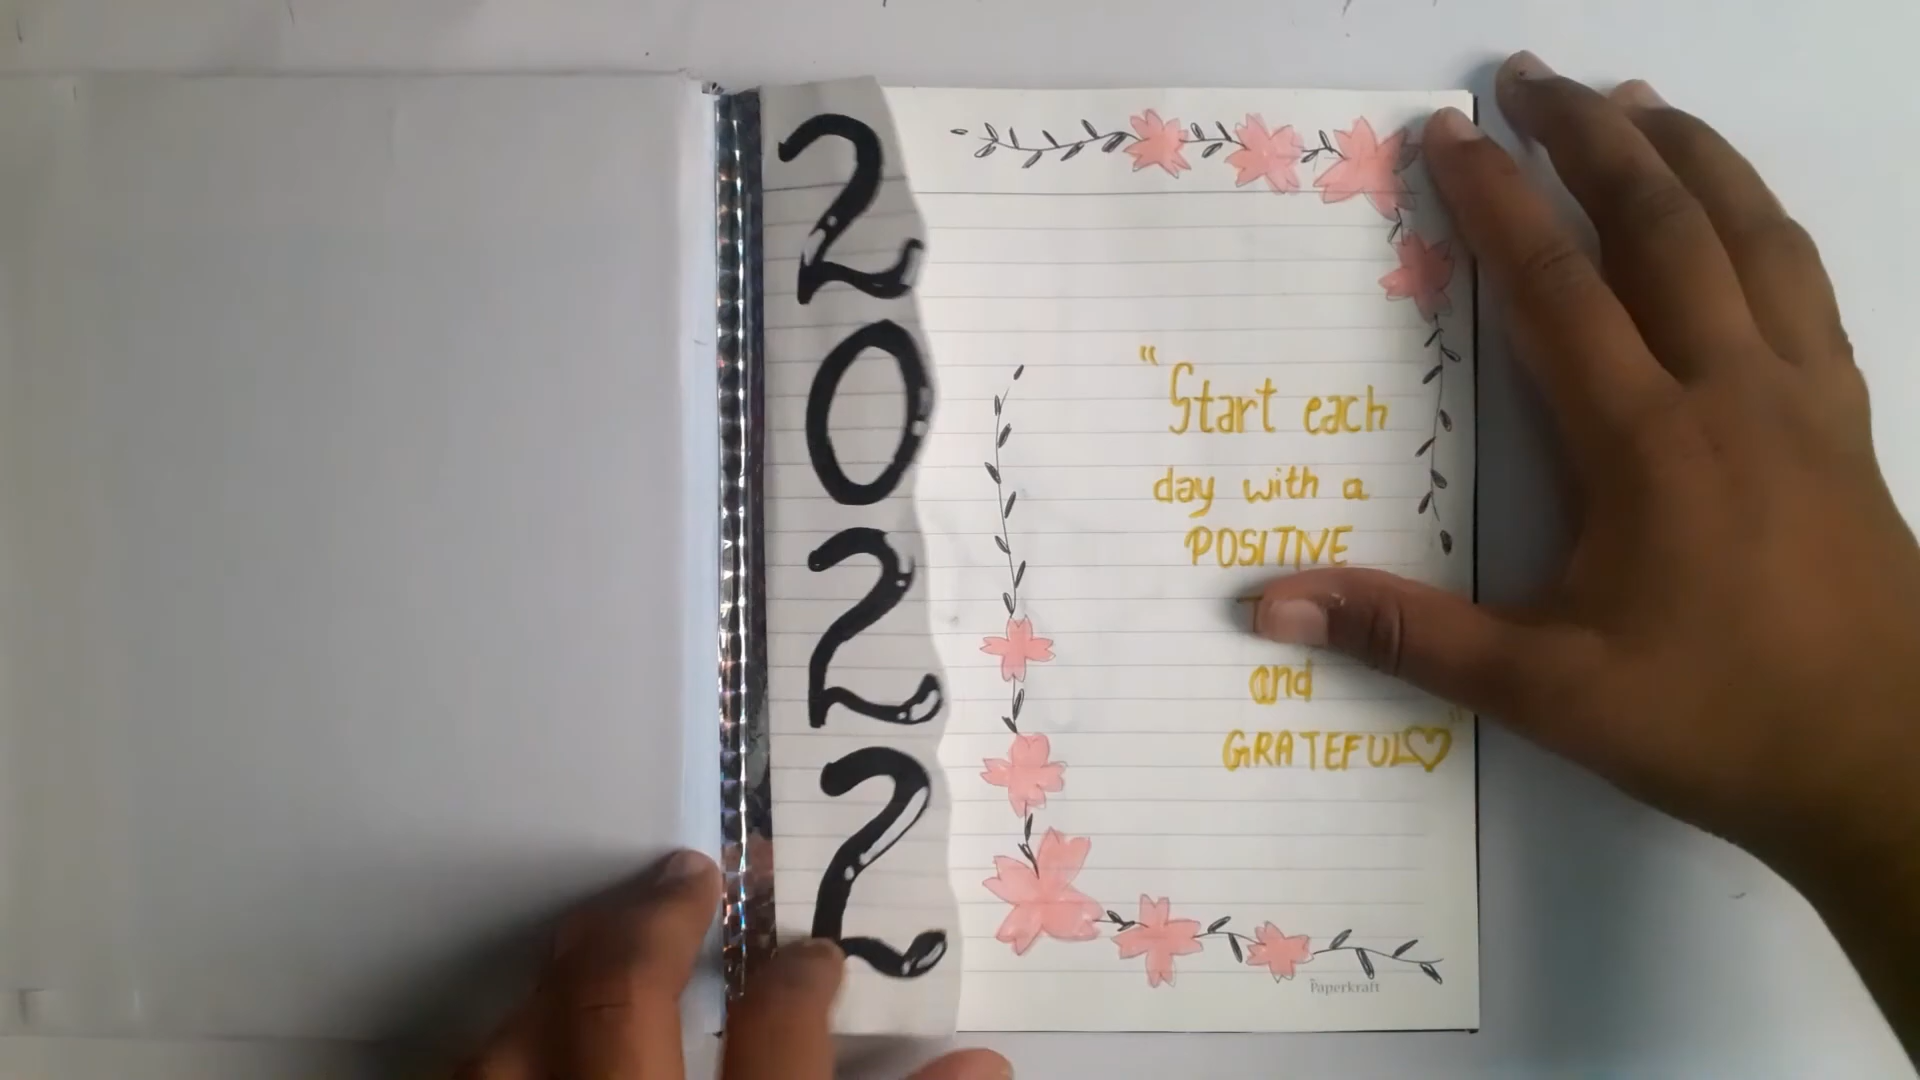 2022
"Start each
day with a
POSITIVE
and
GRATEFUL♡"
Paperkraft